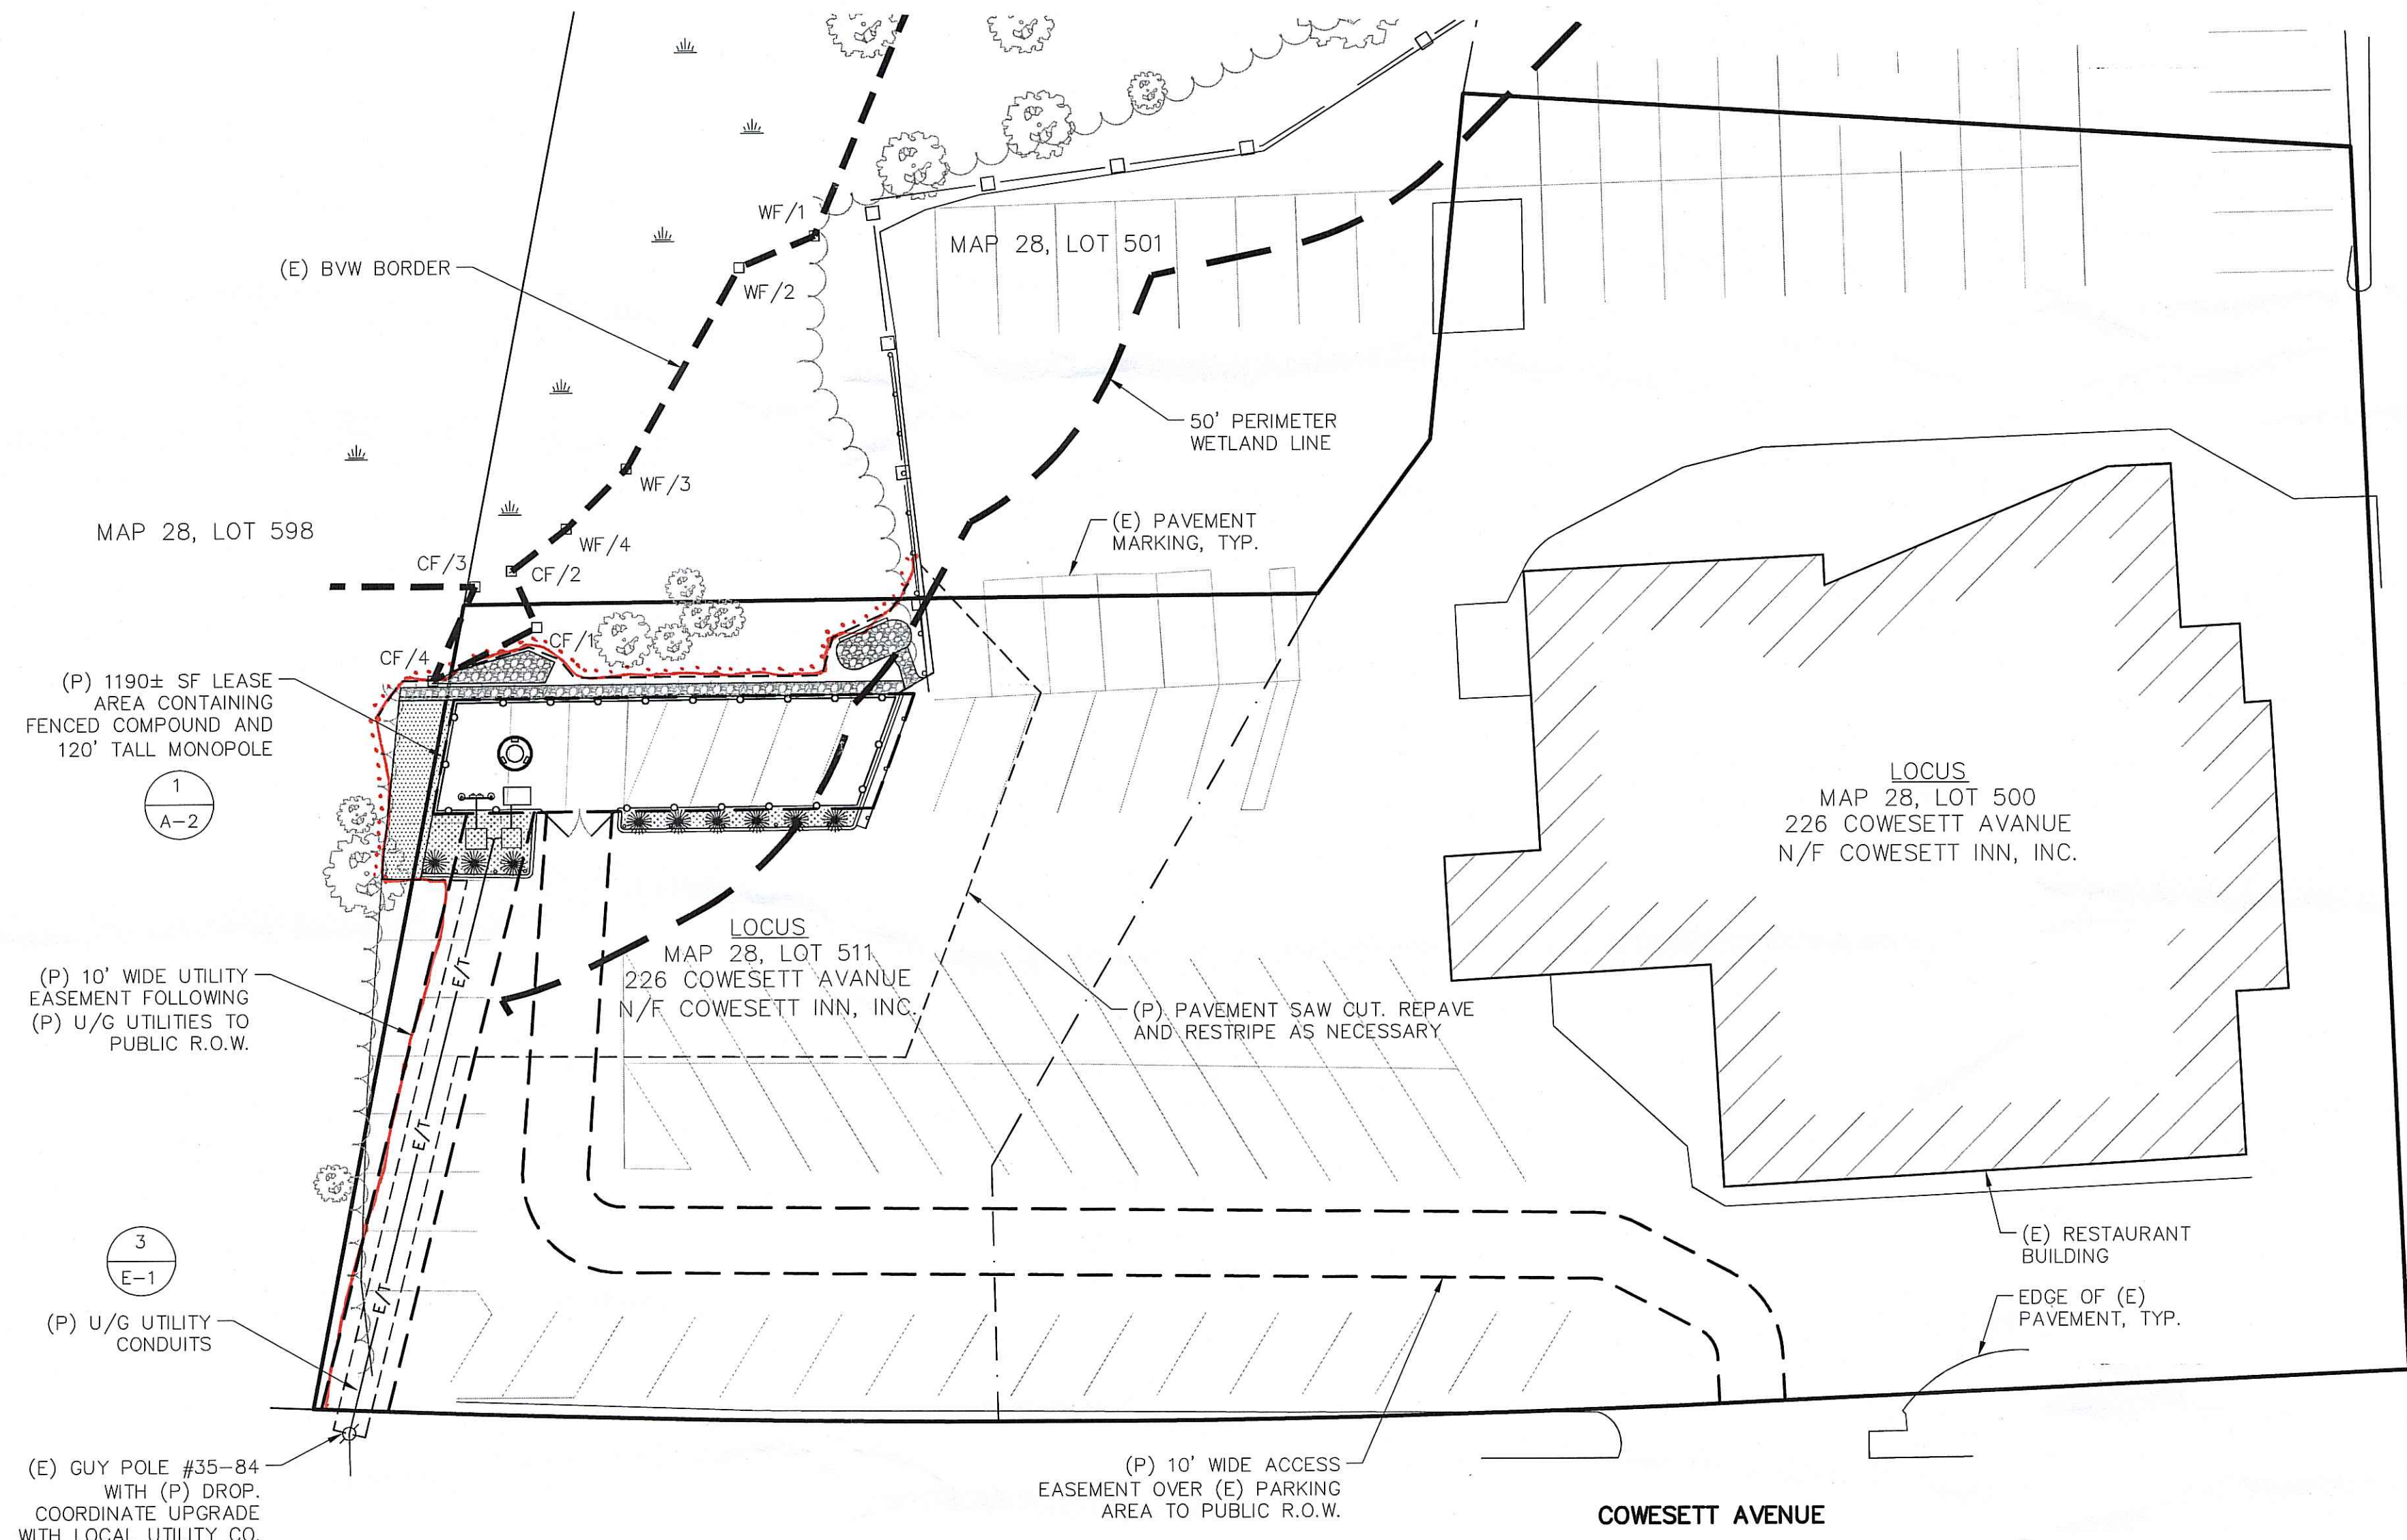 WF/1
(E) BVW BORDER
WF/2
MAP 28, LOT 501
50' PERIMETER
WETLAND LINE
WF/3
(E) PAVEMENT
MARKING, TYP.
MAP 28, LOT 598
WF/4
CF/3
CF/2
CF/1
CF/4
(P) 1190± SF LEASE
AREA CONTAINING
FENCED COMPOUND AND
120' TALL MONOPOLE
1
A-2
LOCUS
MAP 28, LOT 500
226 COWESETT AVANUE
N/F COWESETT INN, INC.
LOCUS
MAP 28, LOT 511
226 COWESETT AVANUE
N/F COWESETT INN, INC.
(P) 10' WIDE UTILITY
EASEMENT FOLLOWING
(P) U/G UTILITIES TO
PUBLIC R.O.W.
E/T
(P) PAVEMENT SAW CUT. REPAVE
AND RESTRIPE AS NECESSARY
E/T
3
E-1
(E) RESTAURANT
BUILDING
E/T
(P) U/G UTILITY
CONDUITS
EDGE OF (E)
PAVEMENT, TYP.
(E) GUY POLE #35-84
WITH (P) DROP.
COORDINATE UPGRADE
WITH LOCAL UTILITY CO.
(P) 10' WIDE ACCESS
EASEMENT OVER (E) PARKING
AREA TO PUBLIC R.O.W.
COWESETT AVENUE